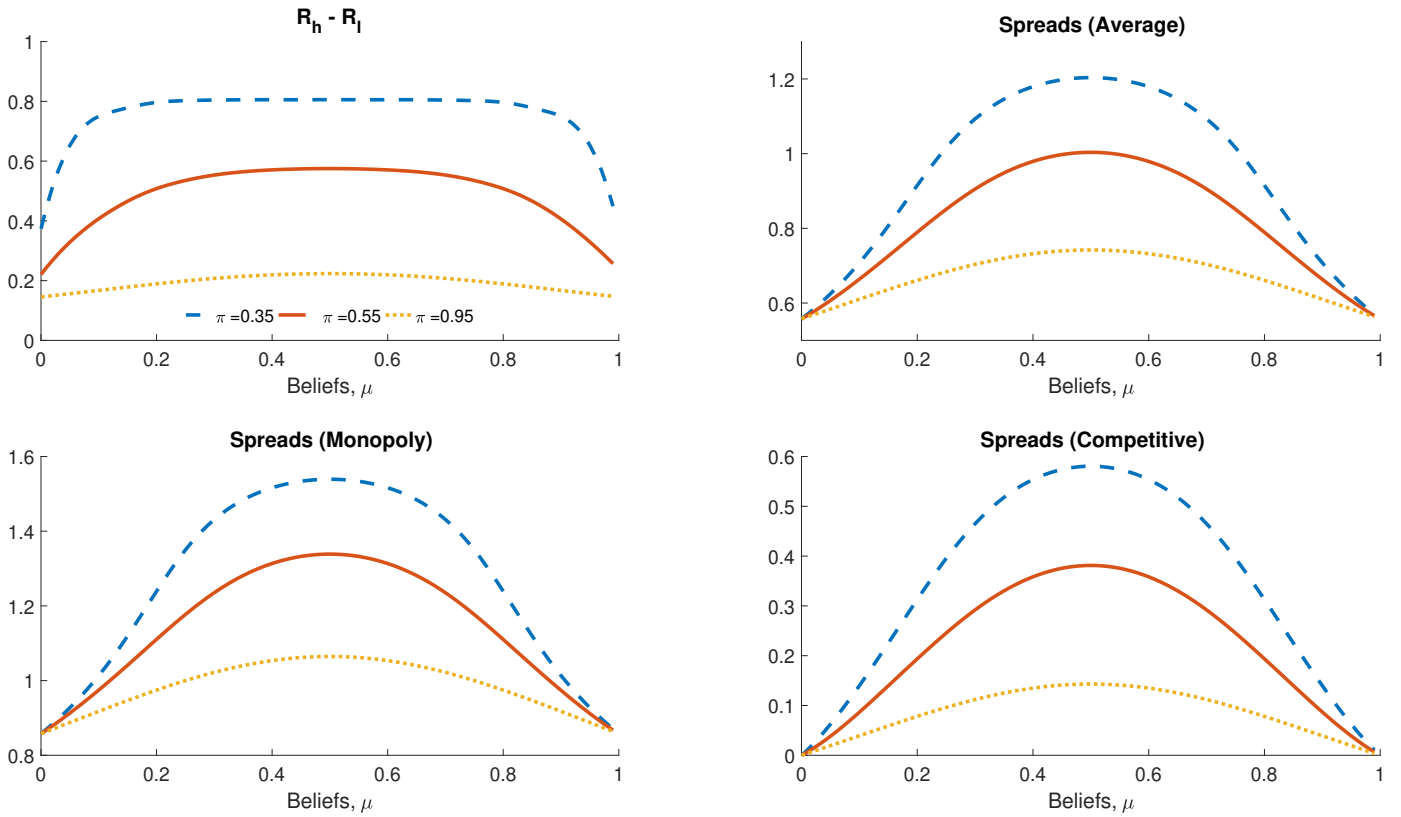 R_h - R_l
1
0.8
0.6
0.4
0.2
0
π =0.35 π =0.55 π =0.95
0 0.2 0.4 0.6 0.8 1
Beliefs, μ
Spreads (Average)
1.2
1
0.8
0.6
0 0.2 0.4 0.6 0.8 1
Beliefs, μ
Spreads (Monopoly)
1.6
1.4
1.2
1
0.8
0 0.2 0.4 0.6 0.8 1
Beliefs, μ
Spreads (Competitive)
0.6
0.5
0.4
0.3
0.2
0.1
0
0 0.2 0.4 0.6 0.8 1
Beliefs, μ